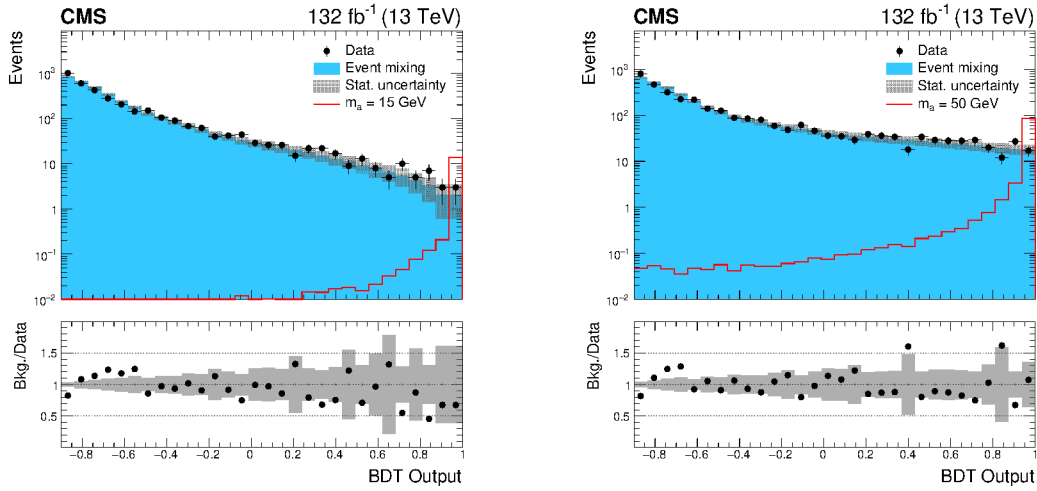 CMS 132 fb⁻¹ (13 TeV)
Events
Data
Event mixing
Stat. uncertainty
mₐ = 15 GeV
10³
10²
10
1
10⁻¹
10⁻²
Bkg./Data
1.5
1
0.5
−0.8 −0.6 −0.4 −0.2 0 0.2 0.4 0.6 0.8 1
BDT Output
CMS 132 fb⁻¹ (13 TeV)
Events
Data
Event mixing
Stat. uncertainty
mₐ = 50 GeV
10³
10²
10
1
10⁻¹
10⁻²
Bkg./Data
1.5
1
0.5
−0.8 −0.6 −0.4 −0.2 0 0.2 0.4 0.6 0.8 1
BDT Output